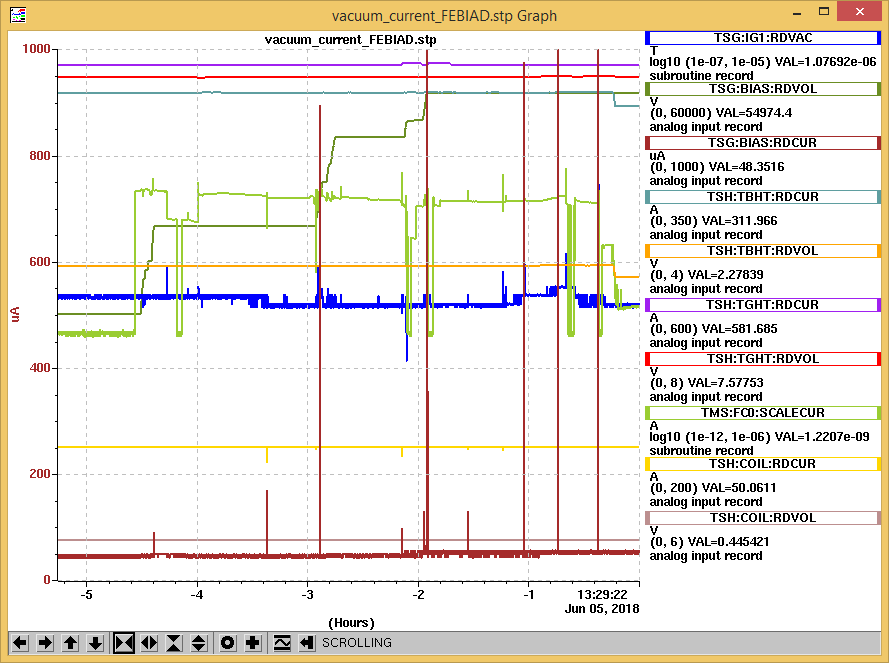 vacuum_current_FEBIAD.stp Graph
vacuum_current_FEBIAD.stp
1000
800
600
400
200
0
uA
-5
-4
-3
-2
-1
13:29:22
Jun 05, 2018
(Hours)
TSG:IG1:RDVAC
T
log10 (1e-07, 1e-05) VAL=1.07692e-06
subroutine record
TSG:BIAS:RDVOL
V
(0, 60000) VAL=54974.4
analog input record
TSG:BIAS:RDCUR
uA
(0, 1000) VAL=48.3516
analog input record
TSH:TBHT:RDCUR
A
(0, 350) VAL=311.966
analog input record
TSH:TBHT:RDVOL
V
(0, 4) VAL=2.27839
analog input record
TSH:TGHT:RDCUR
A
(0, 600) VAL=581.685
analog input record
TSH:TGHT:RDVOL
V
(0, 8) VAL=7.57753
analog input record
TMS:FC0:SCALECUR
A
log10 (1e-12, 1e-06) VAL=1.2207e-09
subroutine record
TSH:COIL:RDCUR
A
(0, 200) VAL=50.0611
analog input record
TSH:COIL:RDVOL
V
(0, 6) VAL=0.445421
analog input record
SCROLLING